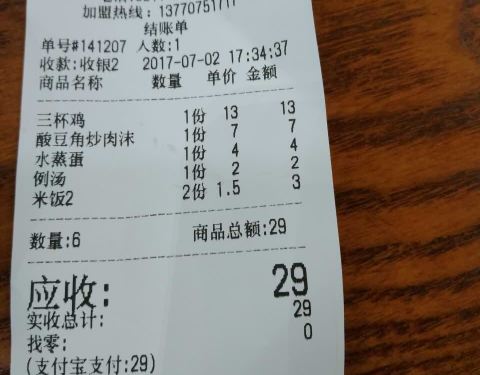 加盟热线:13770751717
结账单
单号#141207 人数:1
收款:收银2 2017-07-02 17:34:37
商品名称 数量 单价 金额
三杯鸡 1份 13 13
酸豆角炒肉沫 1份 7 7
水蒸蛋 1份 4 4
例汤 1份 2 2
米饭2 2份 1.5 3
数量:6 商品总额:29
应收: 29
实收总计: 29
找零: 0
(支付宝支付:29)